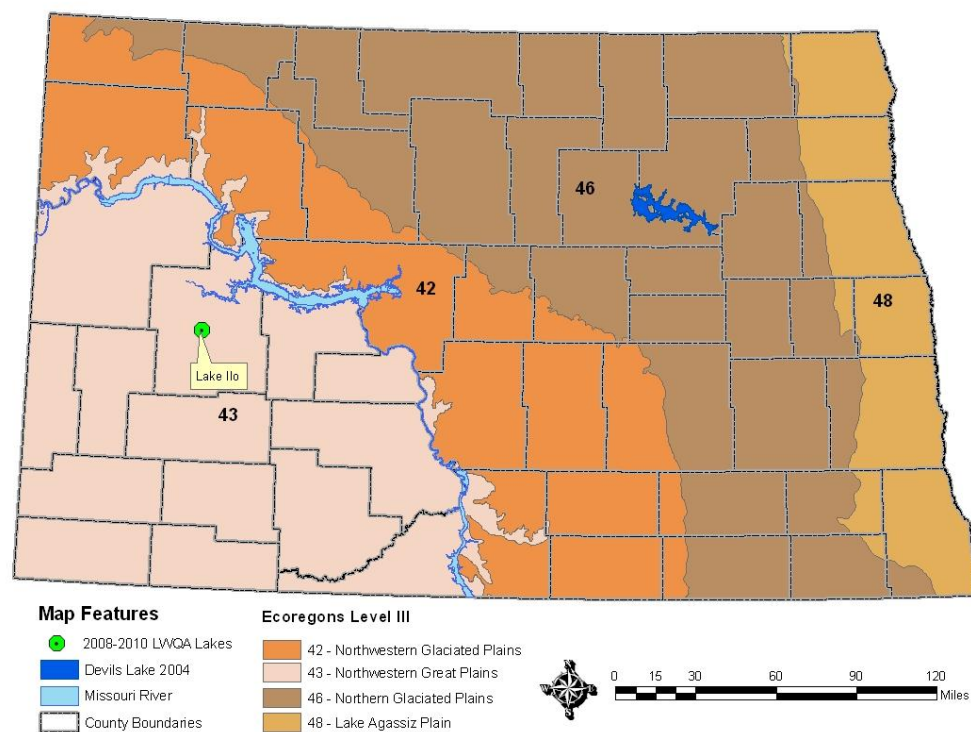 46
42
48
Lake Ilo
43
Map Features
2008-2010 LWQA Lakes
Devils Lake 2004
Missouri River
County Boundaries
Ecoregons Level III
42 - Northwestern Glaciated Plains
43 - Northwestern Great Plains
46 - Northern Glaciated Plains
48 - Lake Agassiz Plain
N
E
S
W
0 15 30 60 90 120
Miles